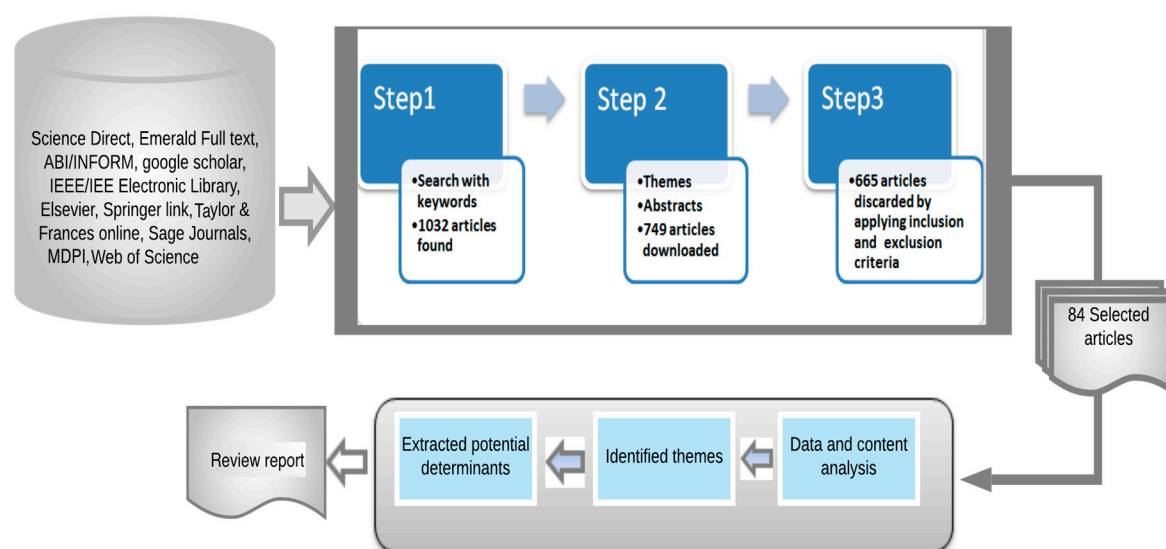 Science Direct, Emerald Full text,
ABI/INFORM, google scholar,
IEEE/IEE Electronic Library,
Elsevier, Springer link,Taylor &
Frances online, Sage Journals,
MDPI,Web of Science
Step1
•Search with
keywords
•1032 articles
found
Step 2
•Themes
•Abstracts
•749 articles
downloaded
Step3
•665 articles
discarded by
applying inclusion
and exclusion
criteria
84 Selected
articles
Data and content
analysis
Identified themes
Extracted potential
determinants
Review report